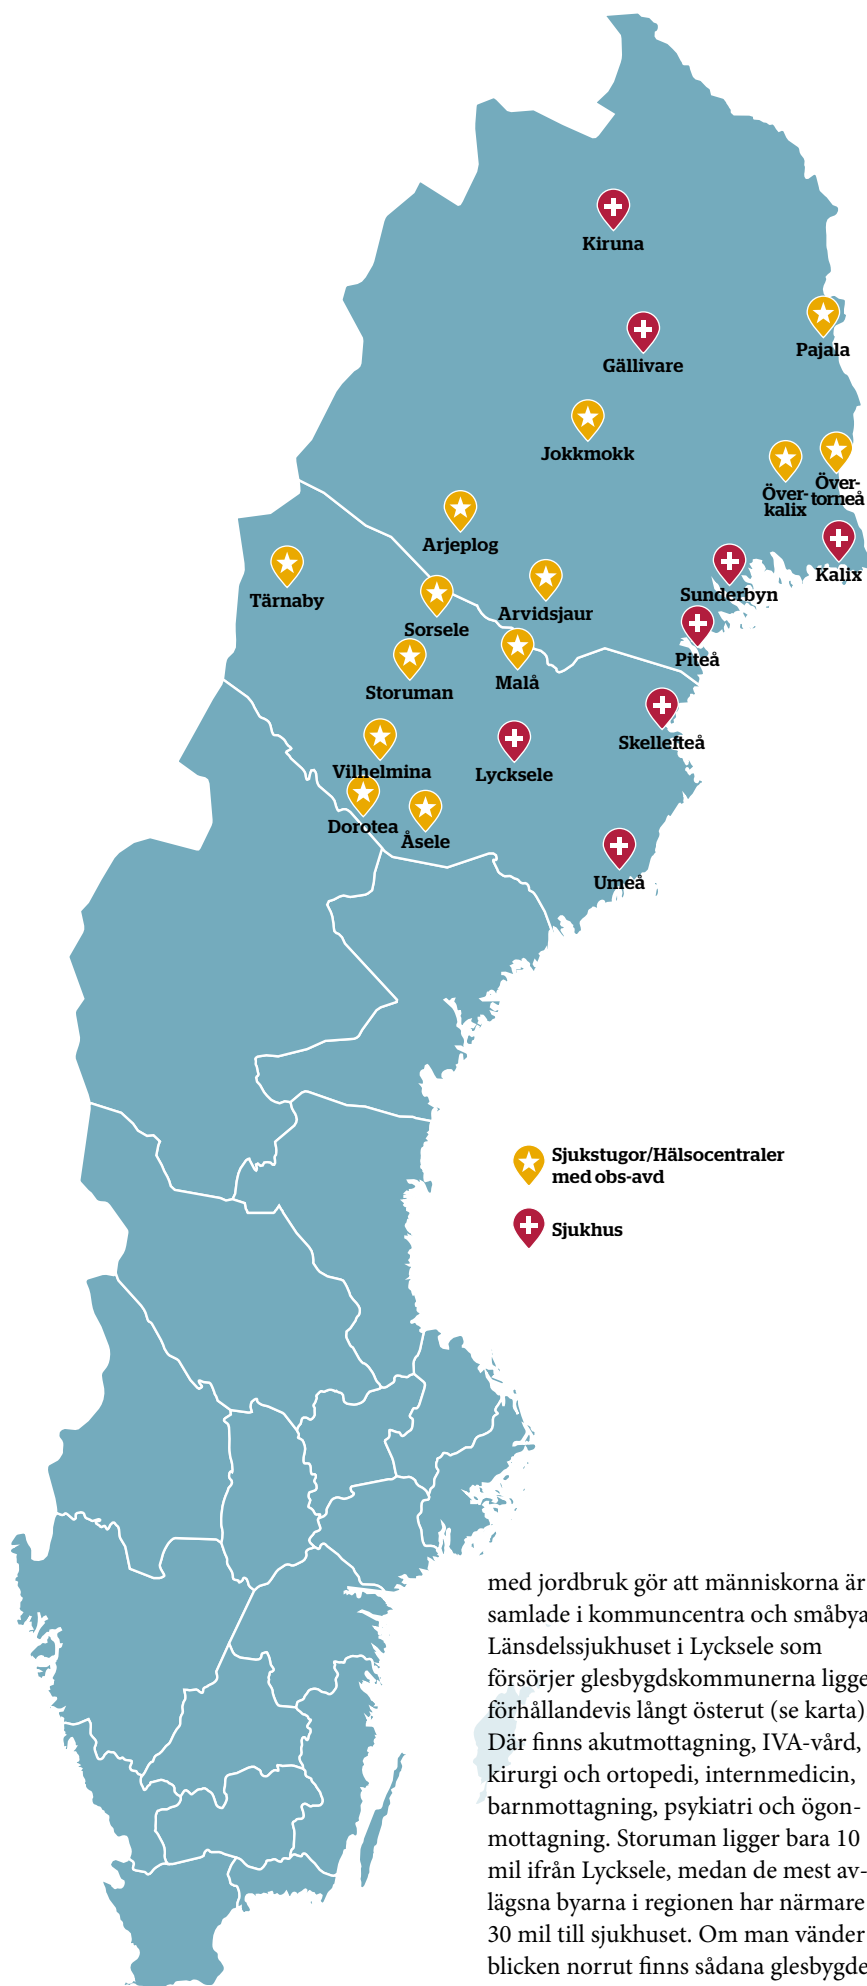 Kiruna
Pajala
Gällivare
Jokkmokk
Över-
kalix
Över-
torneå
Arjeplog
Kalix
Sunderbyn
Tärnaby
Arvidsjaur
Sorsele
Piteå
Malå
Storuman
Skellefteå
Vilhelmina
Lycksele
Dorotea
Åsele
Umeå
Sjukstugor/Hälsocentraler
med obs-avd
Sjukhus
med jordbruk gör att människorna är
samlade i kommuncentra och småbya
Länsdelssjukhuset i Lycksele som
försörjer glesbygdskommunerna ligge
förhållandevis långt österut (se karta)
Där finns akutmottagning, IVA-vård,
kirurgi och ortopedi, internmedicin,
barnmottagning, psykiatri och ögon-
mottagning. Storuman ligger bara 10
mil ifrån Lycksele, medan de mest av-
lägsna byarna i regionen har närmare
30 mil till sjukhuset. Om man vänder
blicken norrut finns sådana glesbygde